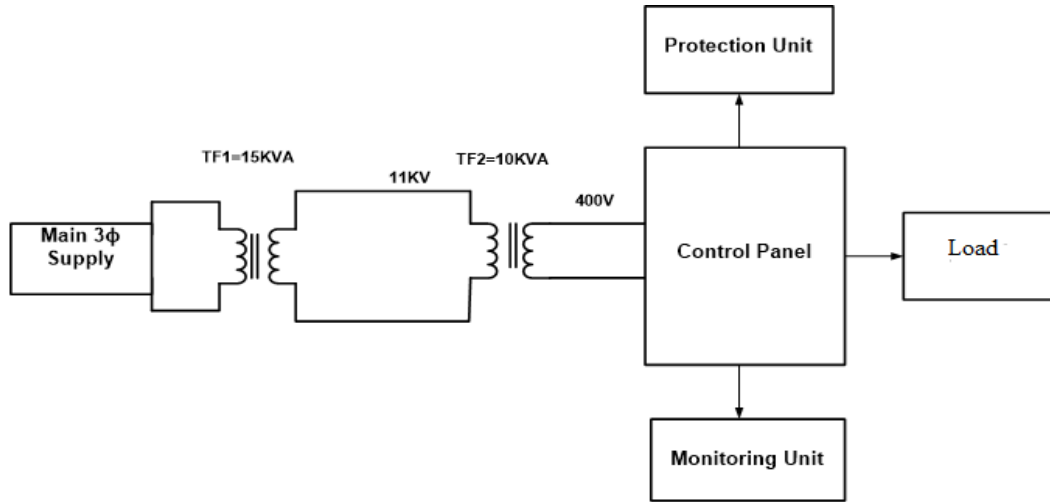 Protection Unit
TF1=15KVA
TF2=10KVA
11KV
400V
Main 3ϕ
Supply
Control Panel
Load
Monitoring Unit